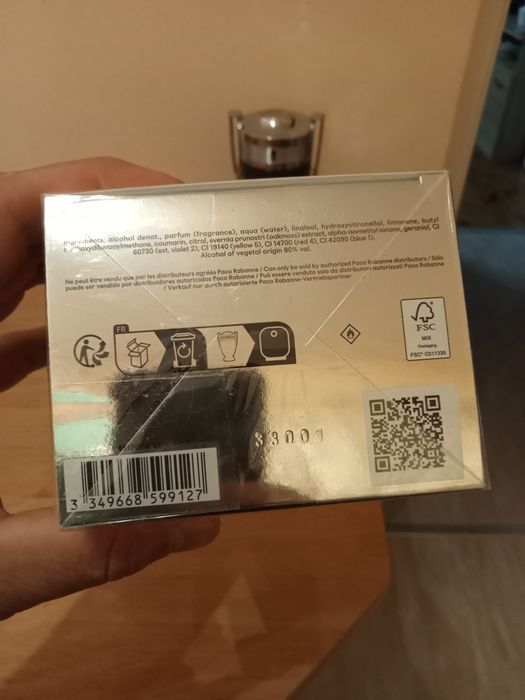 Ingredients: alcohol denat., parfum (fragrance), aqua (water), linalool, hydroxycitronellal, limonene, butyl
methoxydibenzoylmethane, coumarin, citral, evernia prunastri (oakmoss) extract, alpha-isomethyl ionone, geraniol, CI
60730 (ext. violet 2), CI 19140 (yellow 5), CI 14700 (red 4), CI 42090 (blue 1).
Alcohol of vegetal origin 80% vol.
Ne peut être vendu que par les distributeurs agréés Paco Rabanne / Can only be sold by authorized Paco Rabanne distributors / Sólo
puede ser vendido por distribuidores autorizados Paco Rabanne / Può essere venduto solo da distributori autorizzati Paco Rabanne
/ Verkauf nur durch autorisierte Paco Rabanne-Vertriebspartner
FR
FSC
MIX
Packaging
FSC® C011335
33001
3 349668 599127